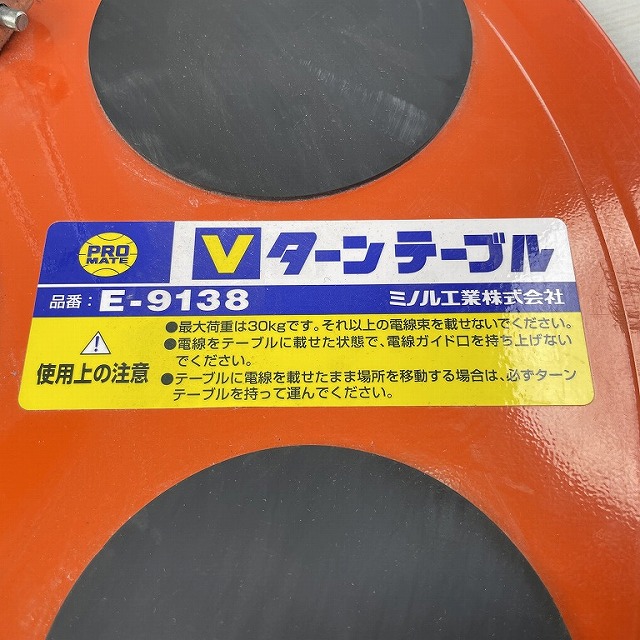 PRO
MATE
V ターンテーブル
品番：E-9138 ミノル工業株式会社
使用上の注意
●最大荷重は30kgです。それ以上の電線束を載せないでください。
●電線をテーブルに載せた状態で、電線ガイド口を持ち上げない
でください。
●テーブルに電線を載せたまま場所を移動する場合は、必ずターン
テーブルを持って運んでください。